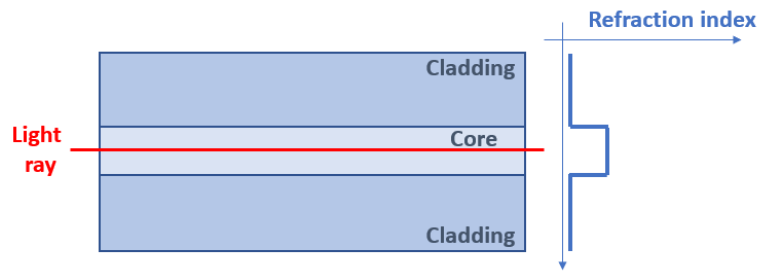 Refraction index
Cladding
Light
ray
Core
Cladding